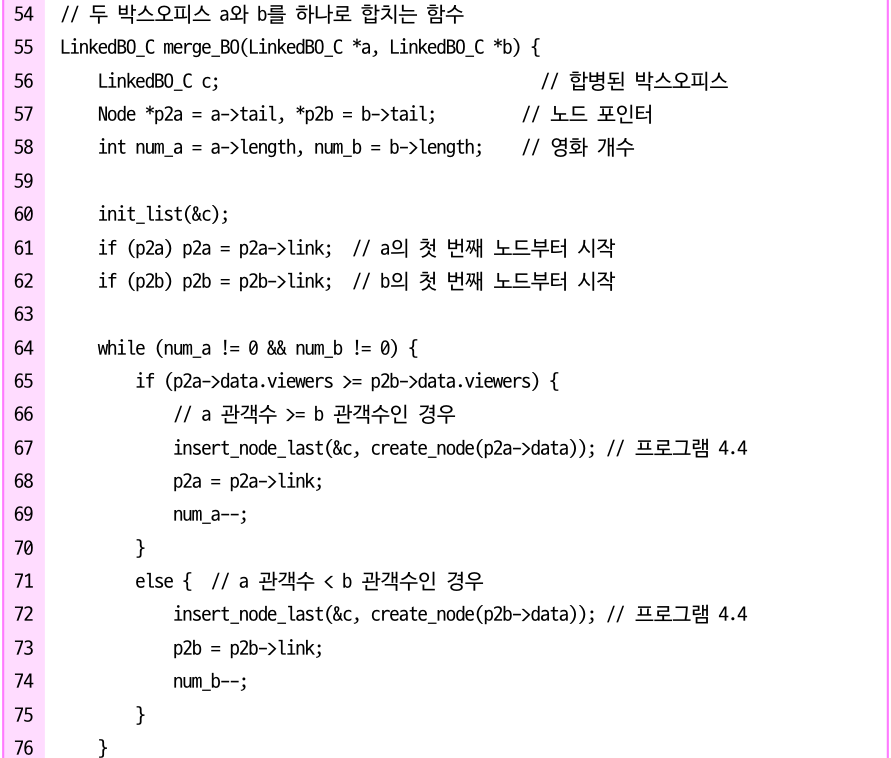 54 // 두 박스오피스 a와 b를 하나로 합치는 함수
55 LinkedBO_C merge_BO(LinkedBO_C *a, LinkedBO_C *b) {
56     LinkedBO_C c;                                  // 합병된 박스오피스
57     Node *p2a = a->tail, *p2b = b->tail;         // 노드 포인터
58     int num_a = a->length, num_b = b->length;    // 영화 개수
59
60     init_list(&c);
61     if (p2a) p2a = p2a->link;  // a의 첫 번째 노드부터 시작
62     if (p2b) p2b = p2b->link;  // b의 첫 번째 노드부터 시작
63
64     while (num_a != 0 && num_b != 0) {
65         if (p2a->data.viewers >= p2b->data.viewers) {
66             // a 관객수 >= b 관객수인 경우
67             insert_node_last(&c, create_node(p2a->data)); // 프로그램 4.4
68             p2a = p2a->link;
69             num_a--;
70         }
71         else {  // a 관객수 < b 관객수인 경우
72             insert_node_last(&c, create_node(p2b->data)); // 프로그램 4.4
73             p2b = p2b->link;
74             num_b--;
75         }
76     }